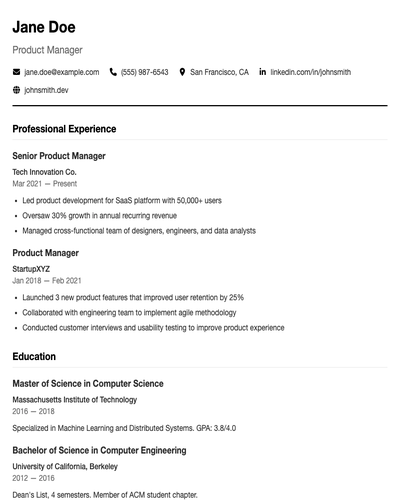 Jane Doe
Product Manager
jane.doe@example.com (555) 987-6543 San Francisco, CA linkedin.com/in/johnsmith
johnsmith.dev
Professional Experience
Senior Product Manager
Tech Innovation Co.
Mar 2021 — Present
• Led product development for SaaS platform with 50,000+ users
• Oversaw 30% growth in annual recurring revenue
• Managed cross-functional team of designers, engineers, and data analysts
Product Manager
StartupXYZ
Jan 2018 — Feb 2021
• Launched 3 new product features that improved user retention by 25%
• Collaborated with engineering team to implement agile methodology
• Conducted customer interviews and usability testing to improve product experience
Education
Master of Science in Computer Science
Massachusetts Institute of Technology
2016 — 2018
Specialized in Machine Learning and Distributed Systems. GPA: 3.8/4.0
Bachelor of Science in Computer Engineering
University of California, Berkeley
2012 — 2016
Dean's List, 4 semesters. Member of ACM student chapter.